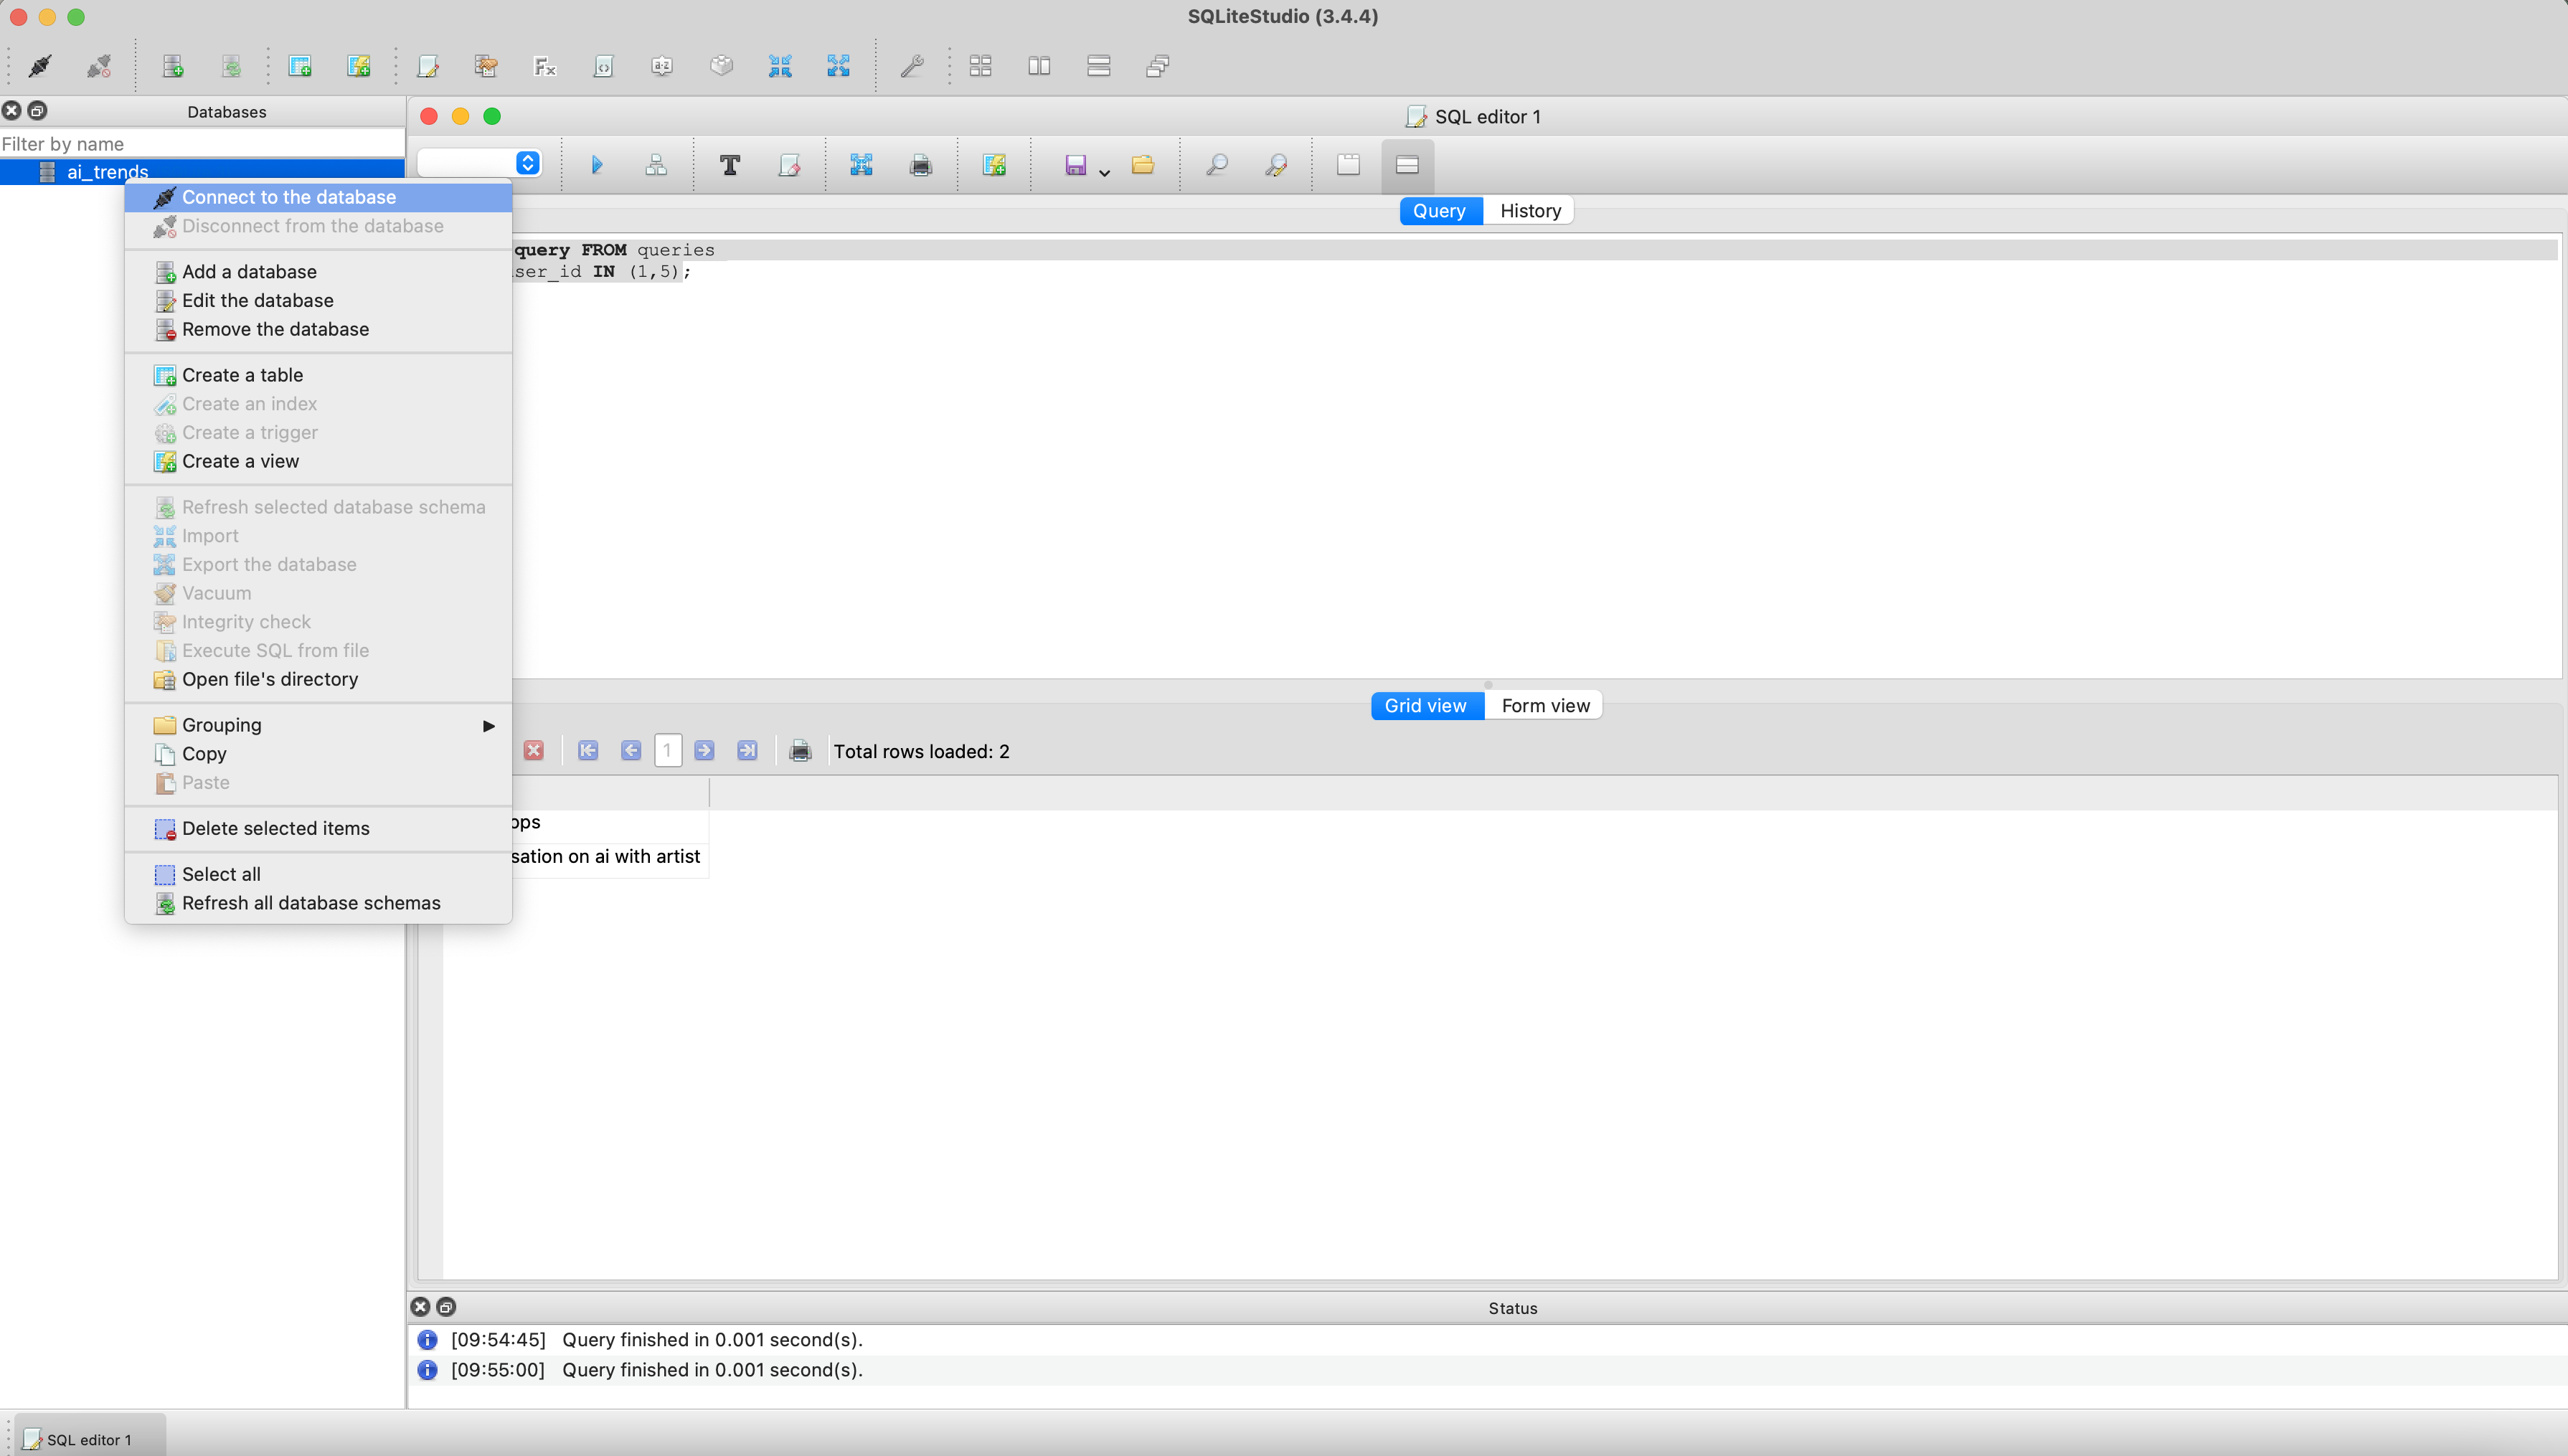 SQLiteStudio (3.4.4)
Databases
Filter by name
ai_trends
SQL editor 1
Connect to the database
Disconnect from the database
Add a database
Edit the database
Remove the database
Create a table
Create an index
Create a trigger
Create a view
Refresh selected database schema
Import
Export the database
Vacuum
Integrity check
Execute SQL from file
Open file's directory
Grouping
Copy
Paste
Delete selected items
Select all
Refresh all database schemas
Query History
query FROM queries
ser_id IN (1,5);
Grid view Form view
1 Total rows loaded: 2
ops
sation on ai with artist
Status
[09:54:45] Query finished in 0.001 second(s).
[09:55:00] Query finished in 0.001 second(s).
SQL editor 1